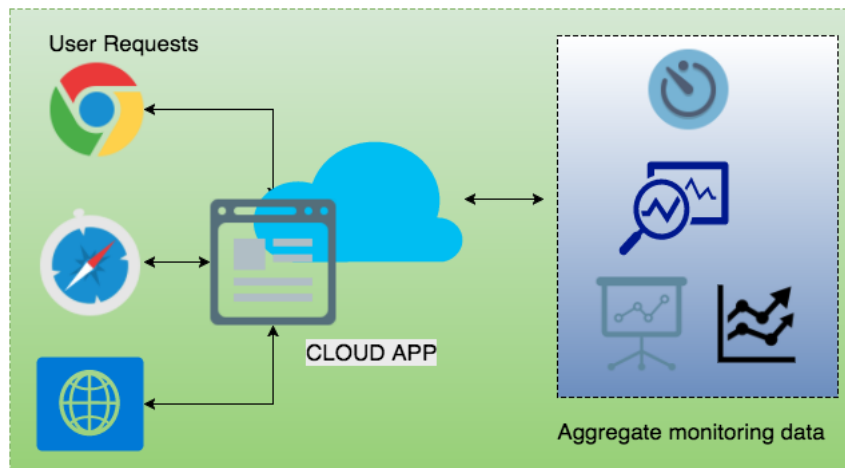 User Requests
CLOUD APP
Aggregate monitoring data